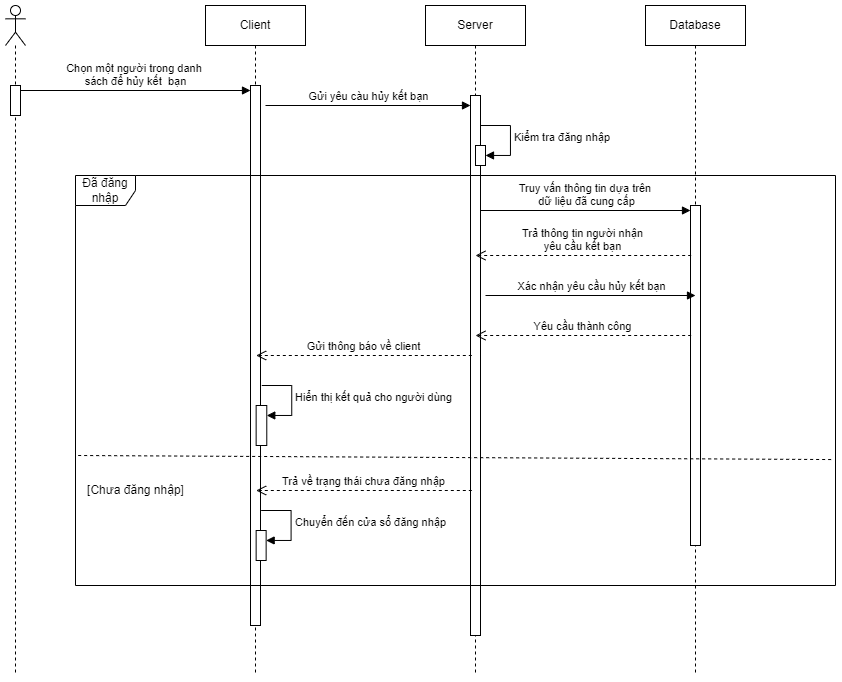 Client
Server
Database
Chọn một người trong danh
sách để hủy kết bạn
Gửi yêu càu hủy kết bạn
Kiểm tra đăng nhập
Đã đăng
nhập
Truy vấn thông tin dựa trên
dữ liệu đã cung cấp
Trả thông tin người nhận
yêu cầu kết bạn
Xác nhận yêu cầu hủy kết bạn
Yêu cầu thành công
Gửi thông báo về client
Hiển thị kết quả cho người dùng
Trả về trạng thái chưa đăng nhập
[Chưa đăng nhập]
Chuyển đến cửa sổ đăng nhập